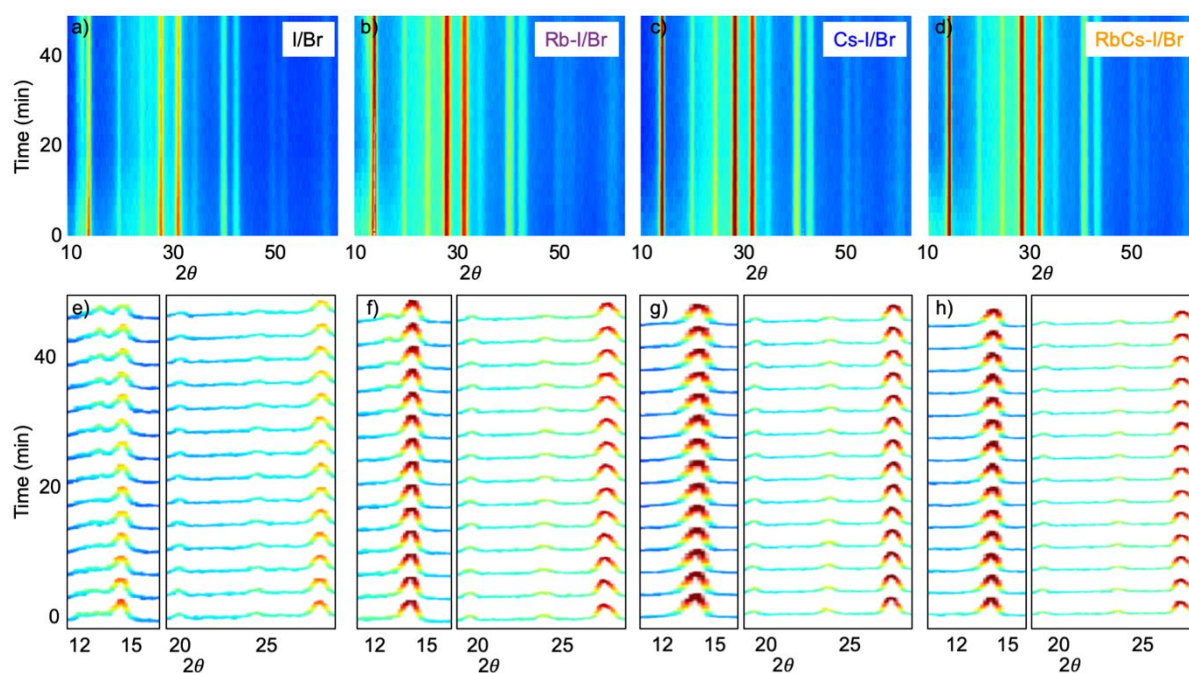 a) I/Br b) Rb-I/Br c) Cs-I/Br d) RbCs-I/Br
Time (min)
40
20
0
10 30 50 10 30 50 10 30 50 10 30 50
2θ 2θ 2θ 2θ
e) f) g) h)
Time (min)
40
20
0
12 15 20 25 12 15 20 25 12 15 20 25 12 15 20 25
2θ 2θ 2θ 2θ